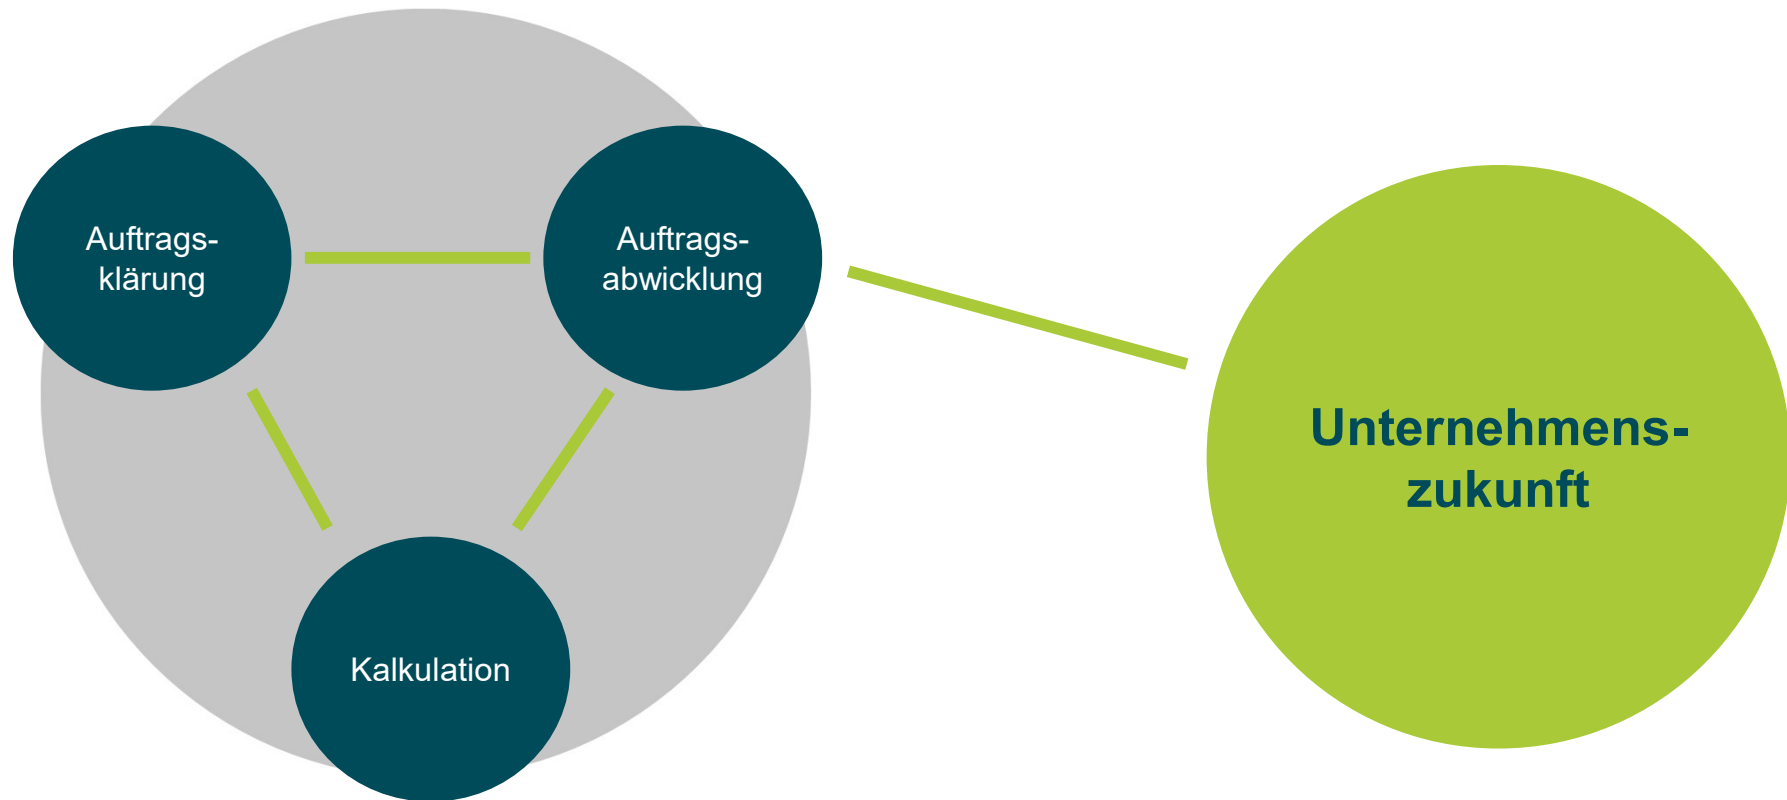 Auftrags-
klärung
Auftrags-
abwicklung
Kalkulation
Unternehmens-
zukunft